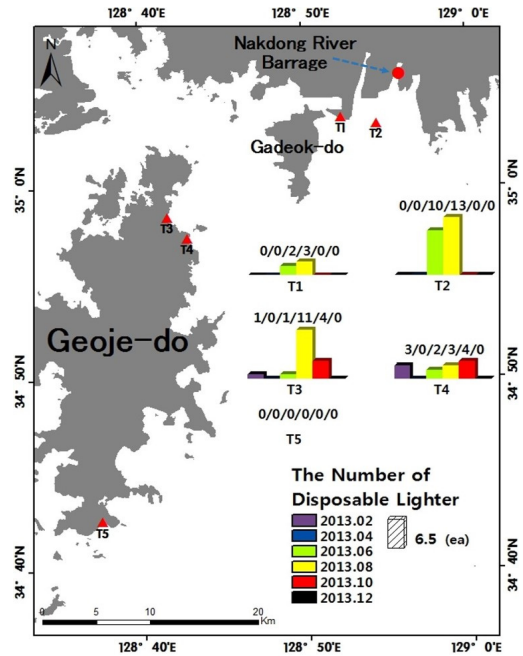 128° 40'E
128° 50'E
129° 0'E
N
Nakdong River
Barrage
T1
T2
Gadeok-do
35° 0'N
35° 0'N
T3
T4
0/0/2/3/0/0
T1
0/0/10/13/0/0
T2
Geoje-do
1/0/1/11/4/0
T3
3/0/2/3/4/0
T4
34° 50'N
34° 50'N
0/0/0/0/0/0
T5
The Number of
Disposable Lighter
2013.02
2013.04
2013.06
2013.08
2013.10
2013.12
6.5 (ea)
T5
34° 40'N
34° 40'N
0 5 10 20
Km
128° 40'E
128° 50'E
129° 0'E